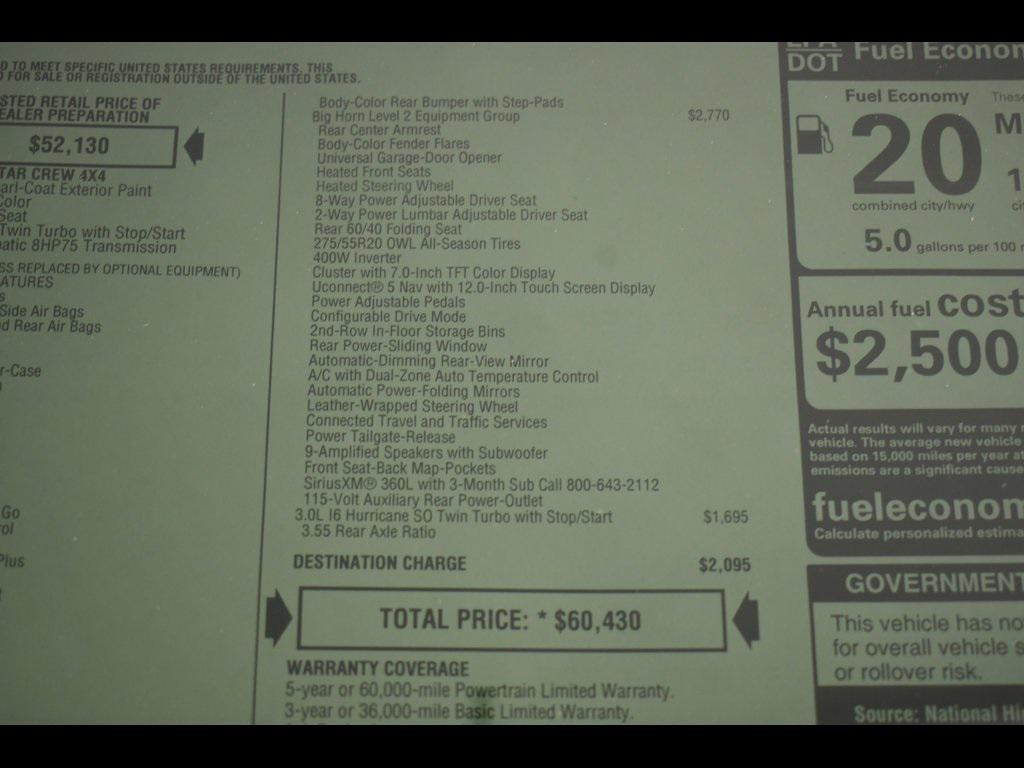 D TO MEET SPECIFIC UNITED STATES REQUIREMENTS. THIS
FOR SALE OR REGISTRATION OUTSIDE OF THE UNITED STATES.
STED RETAIL PRICE OF
EALER PREPARATION
$52,130
TAR CREW 4X4
arl-Coat Exterior Paint
Color
Seat
Twin Turbo with Stop/Start
atic 8HP75 Transmission
SS REPLACED BY OPTIONAL EQUIPMENT)
ATURES
s
Side Air Bags
d Rear Air Bags
r-Case
Go
rol
Plus
Body-Color Rear Bumper with Step-Pads
Big Horn Level 2 Equipment Group $2,770
Rear Center Armrest
Body-Color Fender Flares
Universal Garage-Door Opener
Heated Front Seats
Heated Steering Wheel
8-Way Power Adjustable Driver Seat
2-Way Power Lumbar Adjustable Driver Seat
Rear 60/40 Folding Seat
275/55R20 OWL All-Season Tires
400W Inverter
Cluster with 7.0-Inch TFT Color Display
Uconnect® 5 Nav with 12.0-Inch Touch Screen Display
Power Adjustable Pedals
Configurable Drive Mode
2nd-Row In-Floor Storage Bins
Rear Power-Sliding Window
Automatic-Dimming Rear-View Mirror
A/C with Dual-Zone Auto Temperature Control
Automatic Power-Folding Mirrors
Leather-Wrapped Steering Wheel
Connected Travel and Traffic Services
Power Tailgate-Release
9-Amplified Speakers with Subwoofer
Front Seat-Back Map-Pockets
SiriusXM® 360L with 3-Month Sub Call 800-643-2112
115-Volt Auxiliary Rear Power-Outlet
3.0L I6 Hurricane SO Twin Turbo with Stop/Start $1,695
3.55 Rear Axle Ratio
DESTINATION CHARGE $2,095
TOTAL PRICE: * $60,430
WARRANTY COVERAGE
5-year or 60,000-mile Powertrain Limited Warranty.
3-year or 36,000-mile Basic Limited Warranty.
EPA
DOT Fuel Econom
Fuel Economy These
20 M
1
combined city/hwy ci
5.0 gallons per 100 m
Annual fuel cost
$2,500
Actual results will vary for many r
vehicle. The average new vehicle
based on 15,000 miles per year at
emissions are a significant cause
fueleconom
Calculate personalized estima
GOVERNMENT
This vehicle has no
for overall vehicle s
or rollover risk.
Source: National Hi